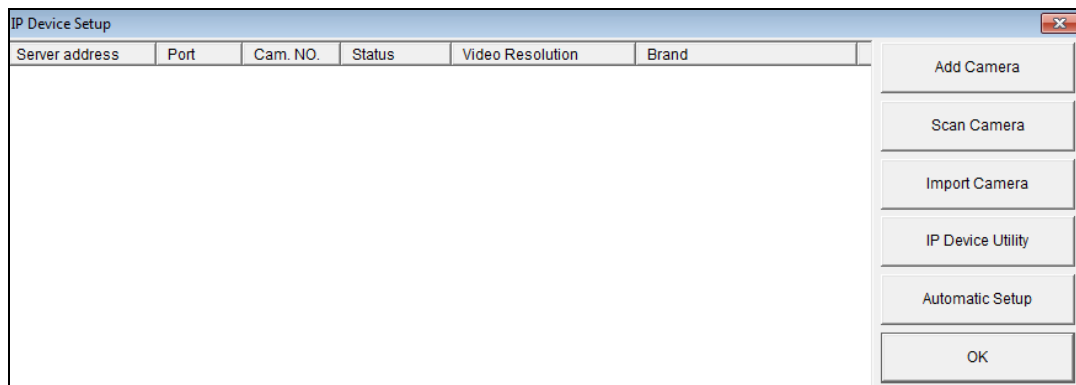 IP Device Setup
Server address Port Cam. NO. Status Video Resolution Brand
Add Camera
Scan Camera
Import Camera
IP Device Utility
Automatic Setup
OK